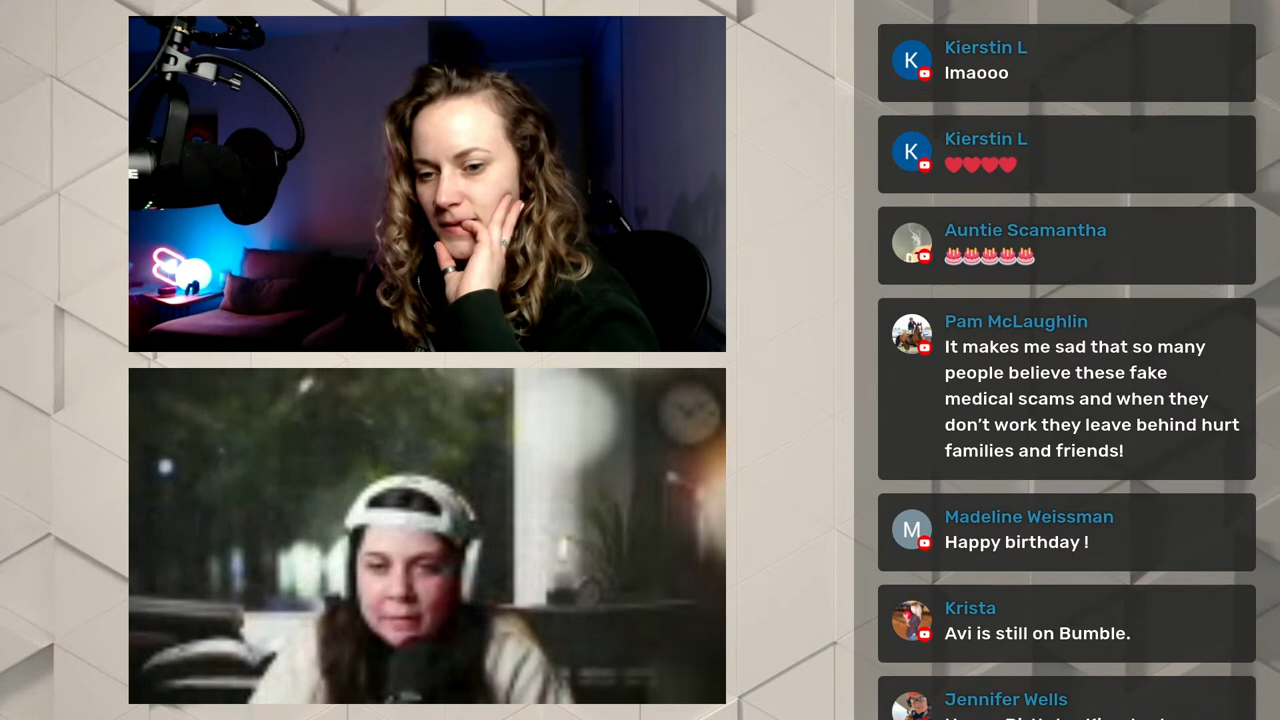 Kierstin L
lmaooo
Kierstin L
Auntie Scamantha
Pam McLaughlin
It makes me sad that so many
people believe these fake
medical scams and when they
don’t work they leave behind hurt
families and friends!
Madeline Weissman
Happy birthday !
Krista
Avi is still on Bumble.
Jennifer Wells
K
K
M
E